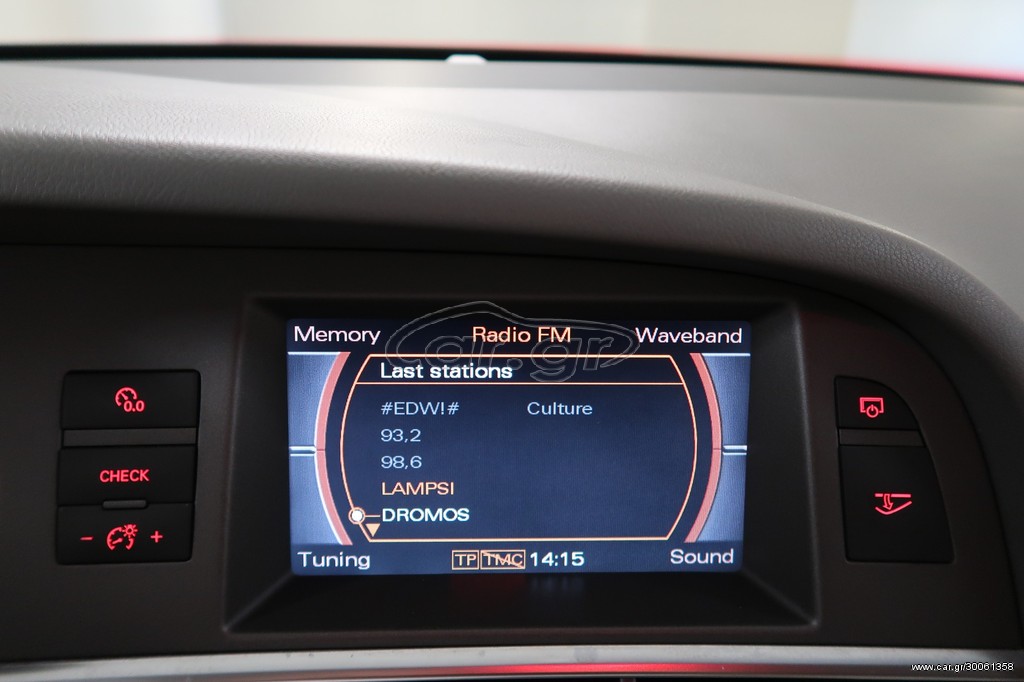 Memory Radio FM Waveband
car.gr
Last stations
#EDW!# Culture
93,2
98,6
LAMPSI
DROMOS
Tuning TP TMC 14:15 Sound
0.0
CHECK
- +
www.car.gr/30061358